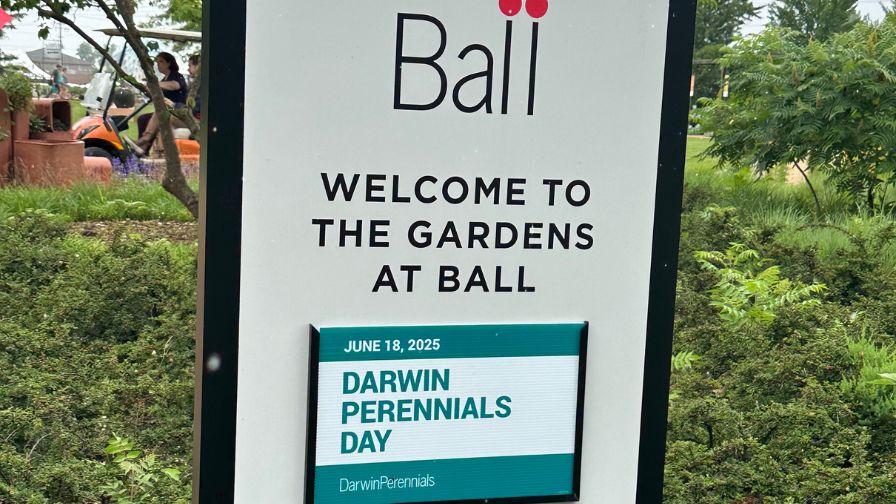 Ball
WELCOME TO
THE GARDENS
AT BALL
JUNE 18, 2025
DARWIN
PERENNIALS
DAY
DarwinPerennials